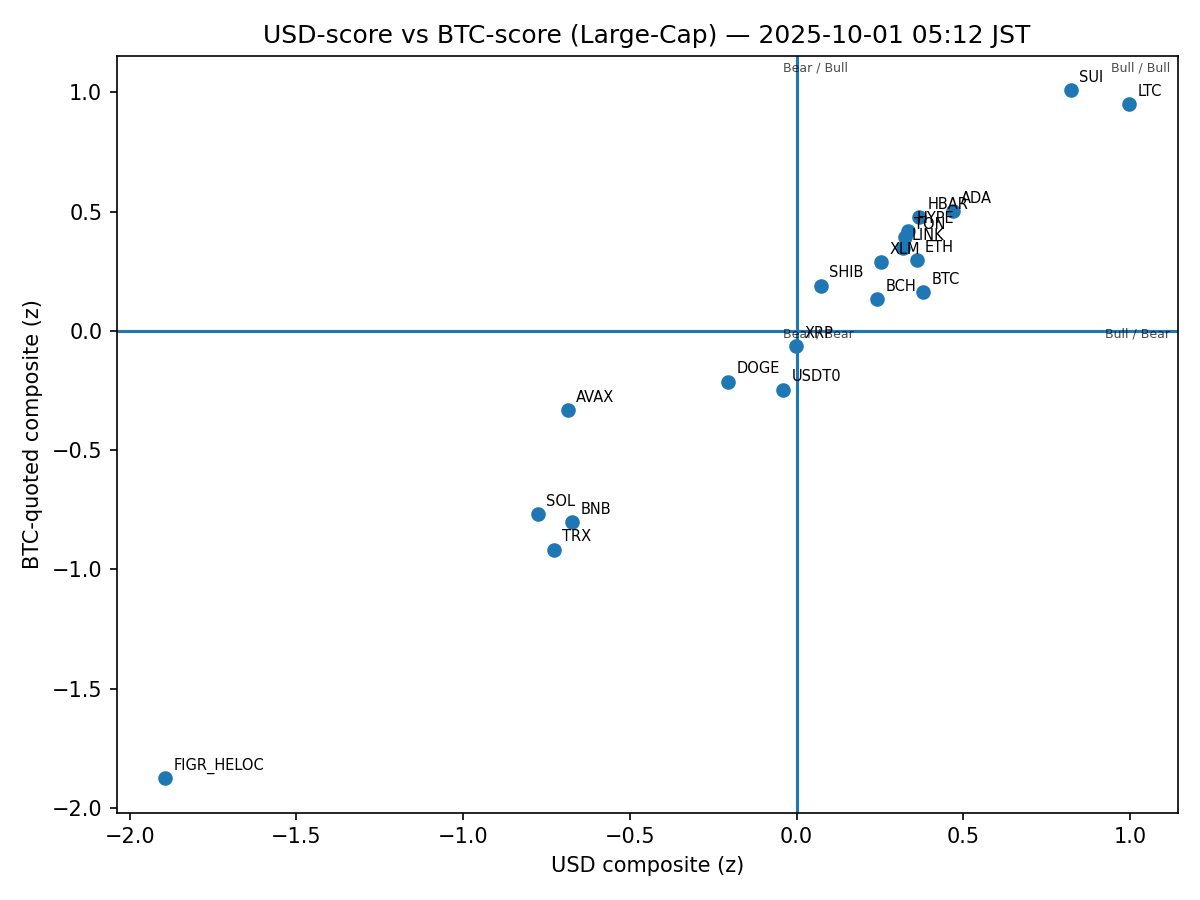 USD-score vs BTC-score (Large-Cap) — 2025-10-01 05:12 JST
Bear / Bull
Bull / Bull
SUI
LTC
ADA
HBAR
HYPE
TON
LINK
ETH
XLM
SHIB
BTC
BCH
XRP
Bear / Bear
Bull / Bear
USDT0
DOGE
AVAX
SOL
BNB
TRX
FIGR_HELOC
1.0
0.5
0.0
−0.5
−1.0
−1.5
−2.0
BTC-quoted composite (z)
−2.0 −1.5 −1.0 −0.5 0.0 0.5 1.0
USD composite (z)